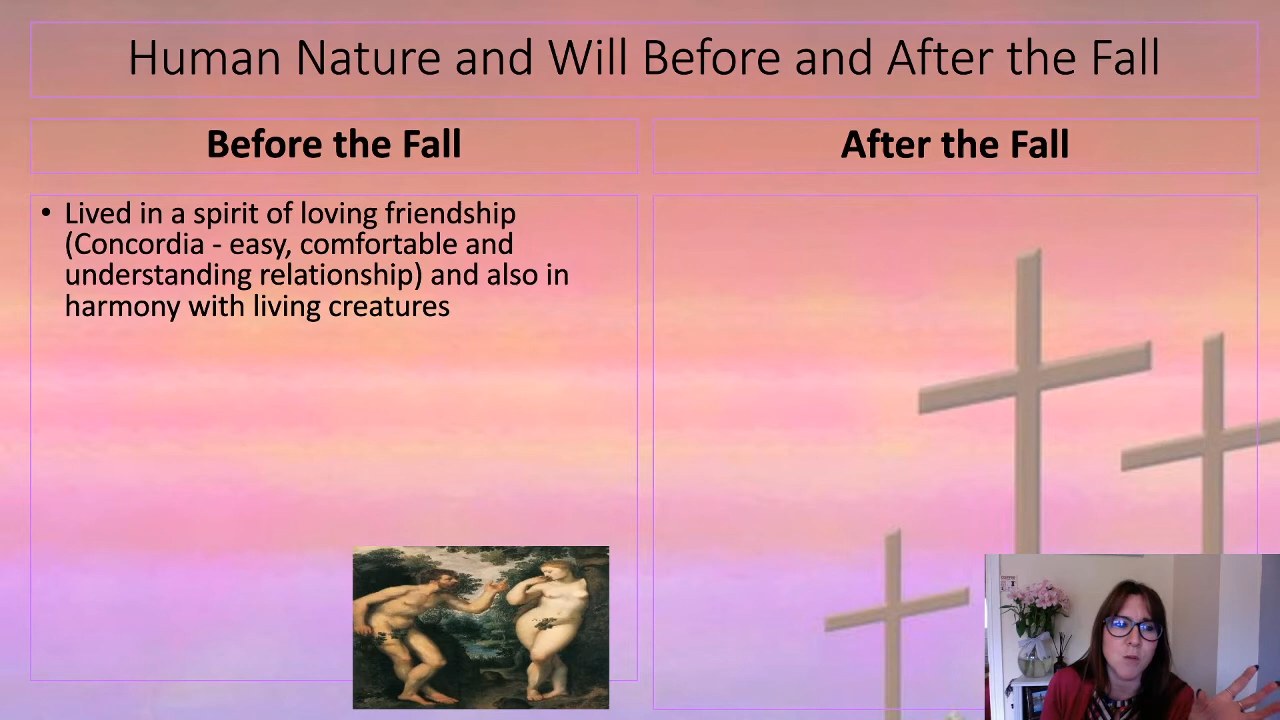 Human Nature and Will Before and After the Fall
Before the Fall
After the Fall
• Lived in a spirit of loving friendship
(Concordia - easy, comfortable and
understanding relationship) and also in
harmony with living creatures